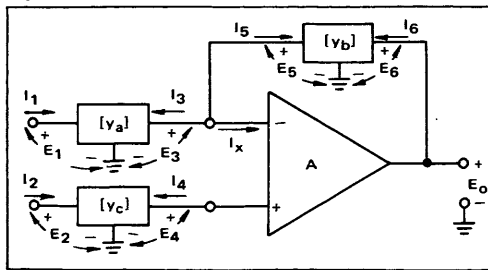 I5 [yb] I6
+ - - +
E5 E6
I1 I3
[ya] -
+ - - + Ix A
E1 E3
I2 I4 +
[yc] Eo
+ - - + + -
E2 E4